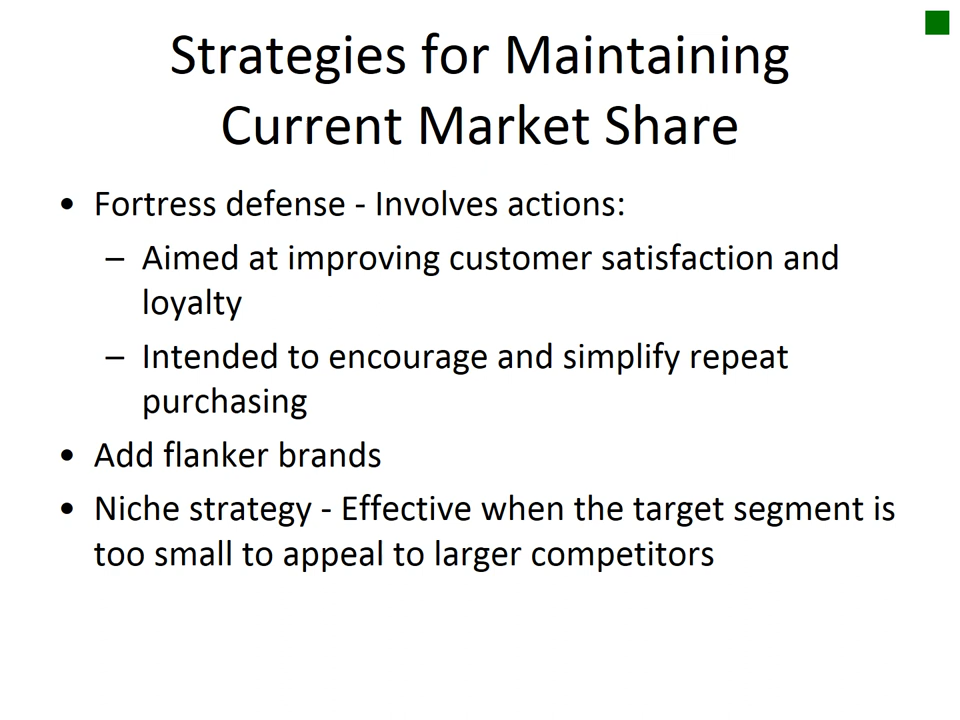 Strategies for Maintaining
Current Market Share
• Fortress defense - Involves actions:
– Aimed at improving customer satisfaction and
loyalty
– Intended to encourage and simplify repeat
purchasing
• Add flanker brands
• Niche strategy - Effective when the target segment is
too small to appeal to larger competitors